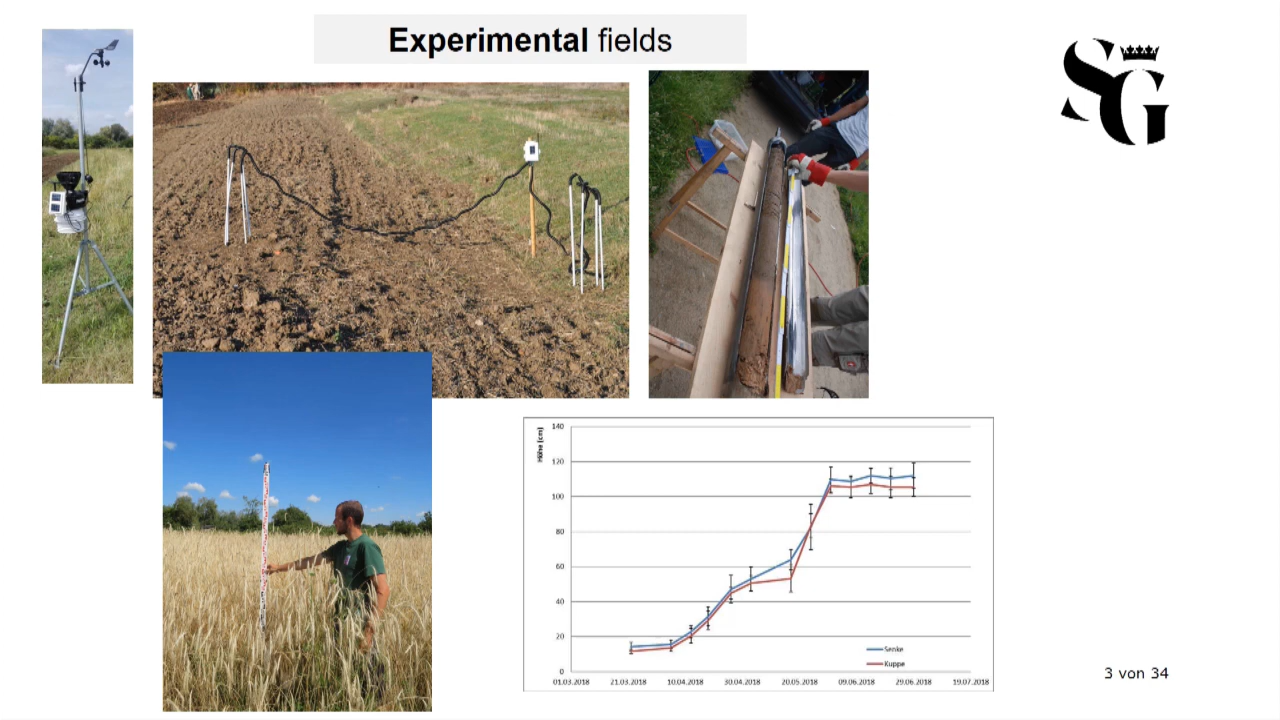 Experimental fields
SG
Höhe (cm)
140
120
100
80
60
40
20
0
01.03.2018 21.03.2018 10.04.2018 30.04.2018 20.05.2018 09.06.2018 29.06.2018 19.07.2018
Senke
Kuppe
3 von 34